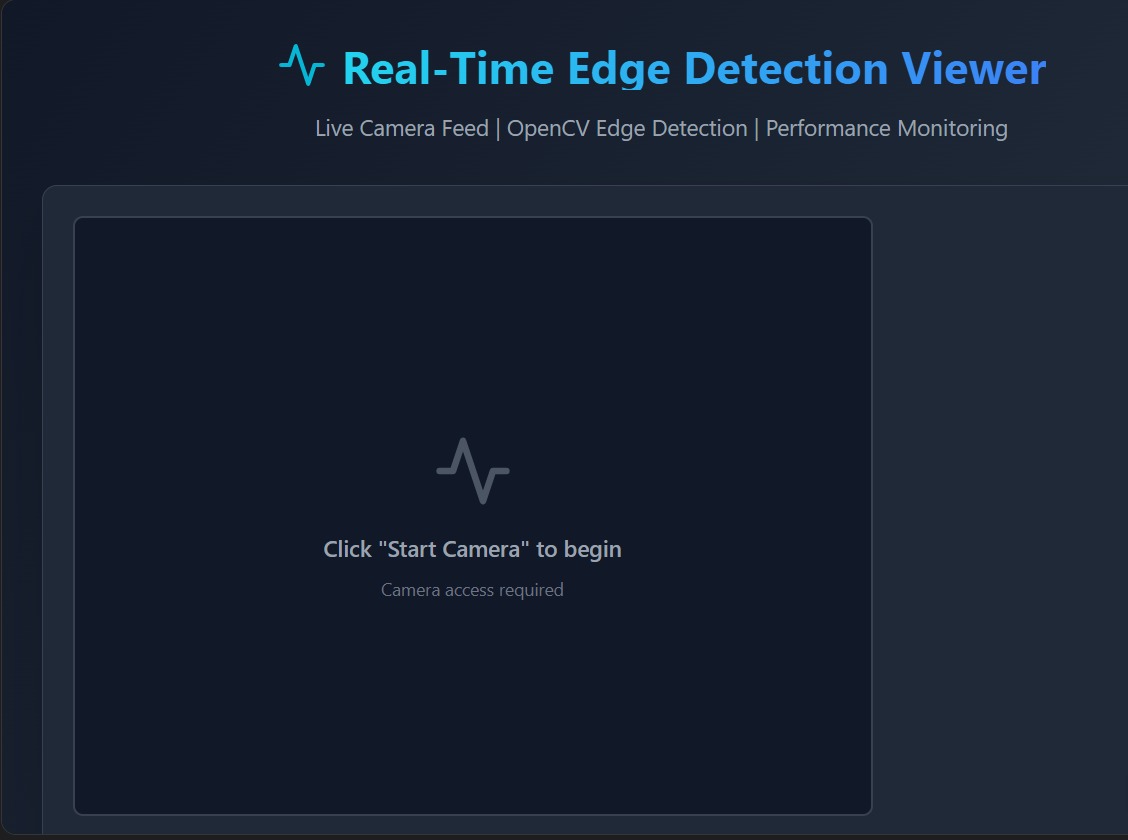 Real-Time Edge Detection Viewer
Live Camera Feed | OpenCV Edge Detection | Performance Monitoring
Click "Start Camera" to begin
Camera access required